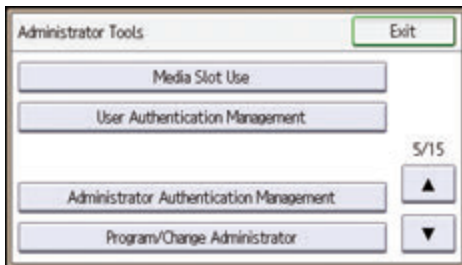 Administrator Tools
Exit
Media Slot Use
User Authentication Management
5/15
▲
Administrator Authentication Management
Program/Change Administrator
▼